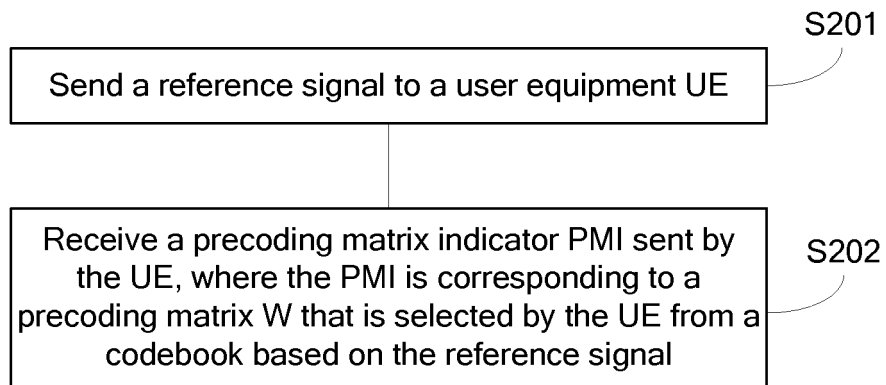 S201
Send a reference signal to a user equipment UE
Receive a precoding matrix indicator PMI sent by
the UE, where the PMI is corresponding to a
precoding matrix W that is selected by the UE from a
codebook based on the reference signal
S202